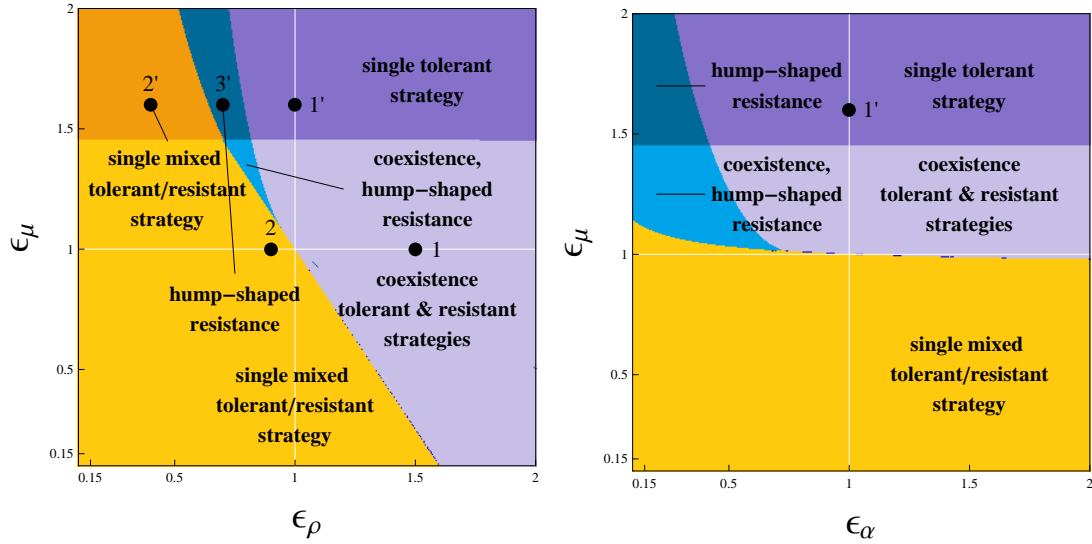 2
1.5
1
0.5
0.15
ϵμ
2'
3'
1'
single tolerant
strategy
single mixed
tolerant/resistant
strategy
coexistence,
hump−shaped
resistance
2
1
hump−shaped
resistance
coexistence
tolerant & resistant
strategies
single mixed
tolerant/resistant
strategy
0.15
0.5
1
1.5
2
ϵρ
2
1.5
1
0.5
0.15
ϵμ
hump−shaped
resistance
single tolerant
strategy
1'
coexistence,
hump−shaped
resistance
coexistence
tolerant & resistant
strategies
single mixed
tolerant/resistant
strategy
0.15
0.5
1
1.5
2
ϵα